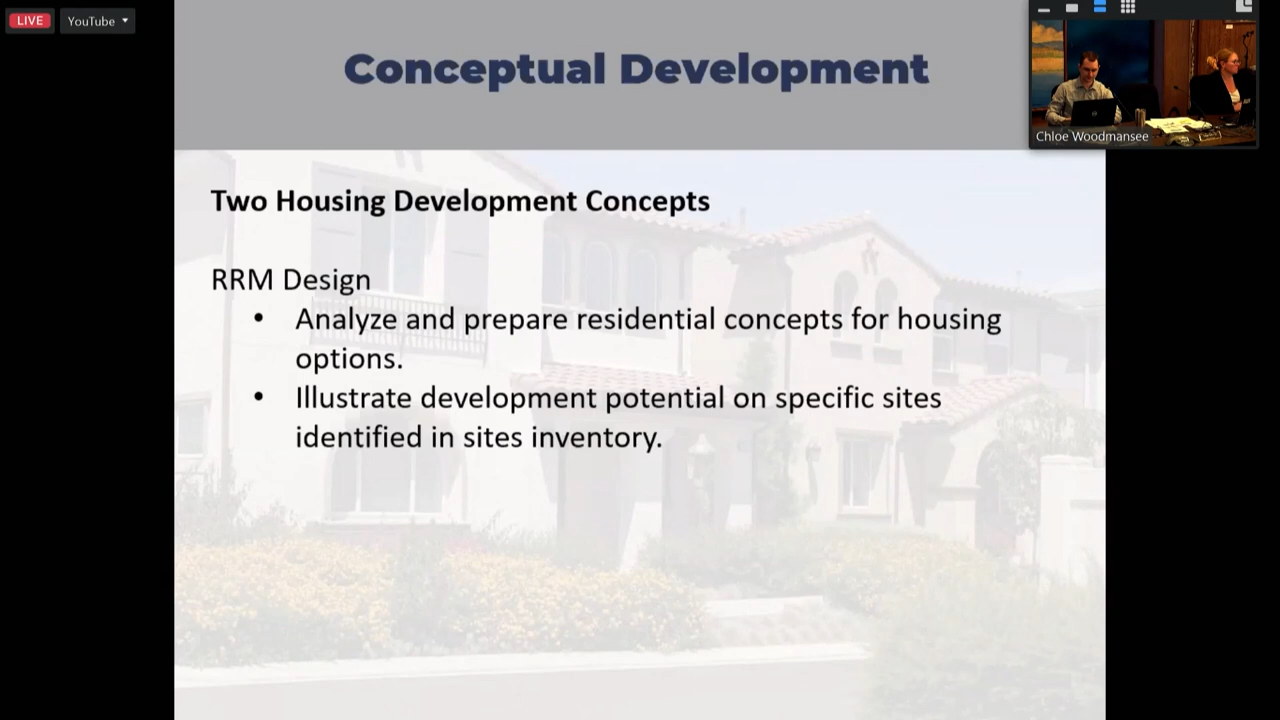 LIVE
YouTube
Conceptual Development
Chloe Woodmansee
Two Housing Development Concepts
RRM Design
• Analyze and prepare residential concepts for housing
options.
• Illustrate development potential on specific sites
identified in sites inventory.